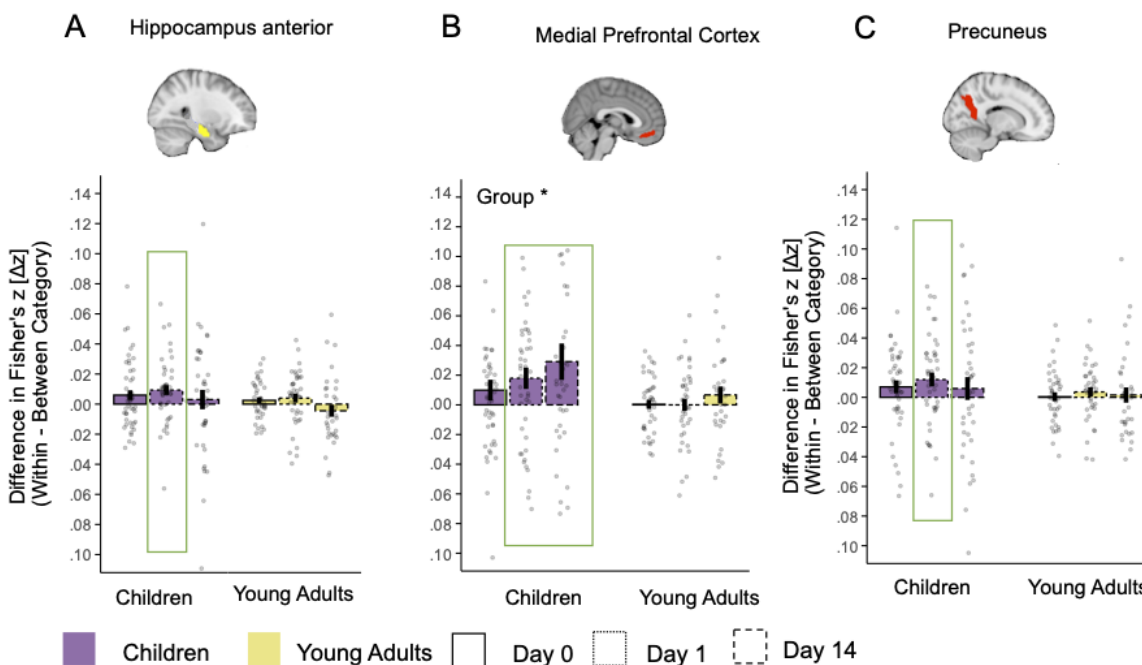 A
Hippocampus anterior
B
Medial Prefrontal Cortex
C
Precuneus
Difference in Fisher's z [Δz]
(Within - Between Category)
.14
.12
.10
.08
.06
.04
.02
.00
.02
.04
.06
.08
.10
Children
Young Adults
Group *
.14
.12
.10
.08
.06
.04
.02
.00
.02
.04
.06
.08
.10
Children
Young Adults
Difference in Fisher's z [Δz]
(Within - Between Category)
.14
.12
.10
.08
.06
.04
.02
.00
.02
.04
.06
.08
.10
Children
Young Adults
Children
Young Adults
Day 0
Day 1
Day 14